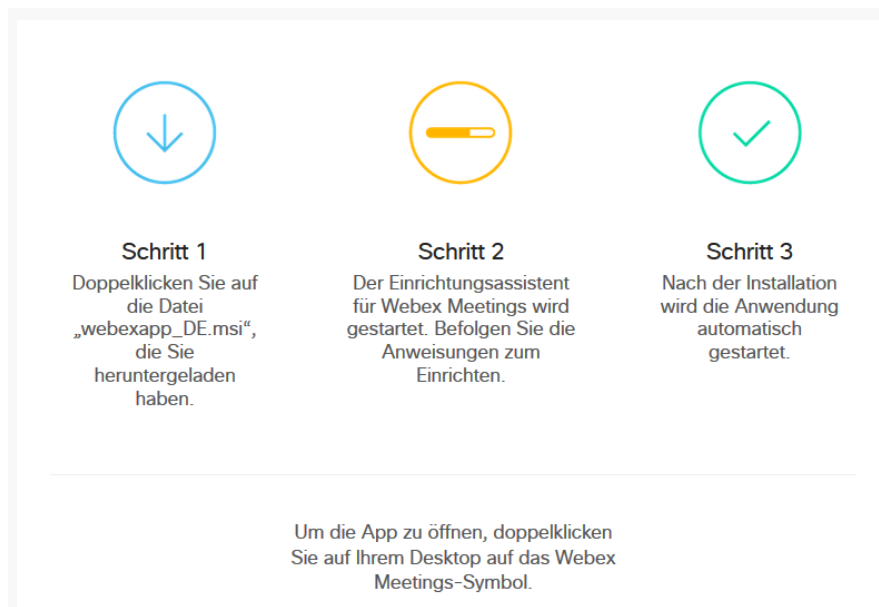 Schritt 1
Doppelklicken Sie auf
die Datei
„webexapp_DE.msi“,
die Sie
heruntergeladen
haben.
Schritt 2
Der Einrichtungsassistent
für Webex Meetings wird
gestartet. Befolgen Sie die
Anweisungen zum
Einrichten.
Schritt 3
Nach der Installation
wird die Anwendung
automatisch
gestartet.
Um die App zu öffnen, doppelklicken
Sie auf Ihrem Desktop auf das Webex
Meetings-Symbol.